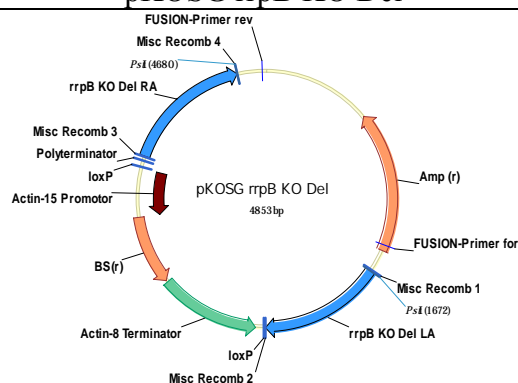 FUSION-Primer rev
Misc Recomb 4
PsiI (4680)
rrpB KO Del RA
Misc Recomb 3
Polyterminator
loxP
Actin-15 Promotor
BS(r)
Actin-8 Terminator
loxP
Misc Recomb 2
pKOSG rrpB KO Del
4853 bp
Amp (r)
FUSION-Primer for
Misc Recomb 1
PsiI (1672)
rrpB KO Del LA